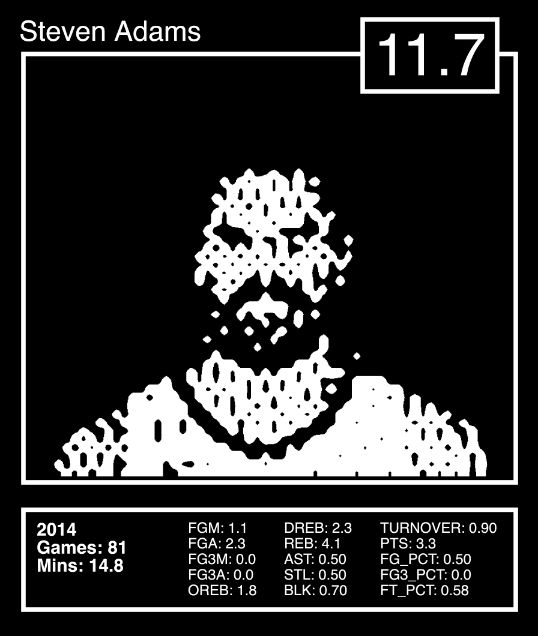 Steven Adams
11.7
2014
Games: 81
Mins: 14.8
FGM: 1.1
FGA: 2.3
FG3M: 0.0
FG3A: 0.0
OREB: 1.8
DREB: 2.3
REB: 4.1
AST: 0.50
STL: 0.50
BLK: 0.70
TURNOVER: 0.90
PTS: 3.3
FG_PCT: 0.50
FG3_PCT: 0.0
FT_PCT: 0.58